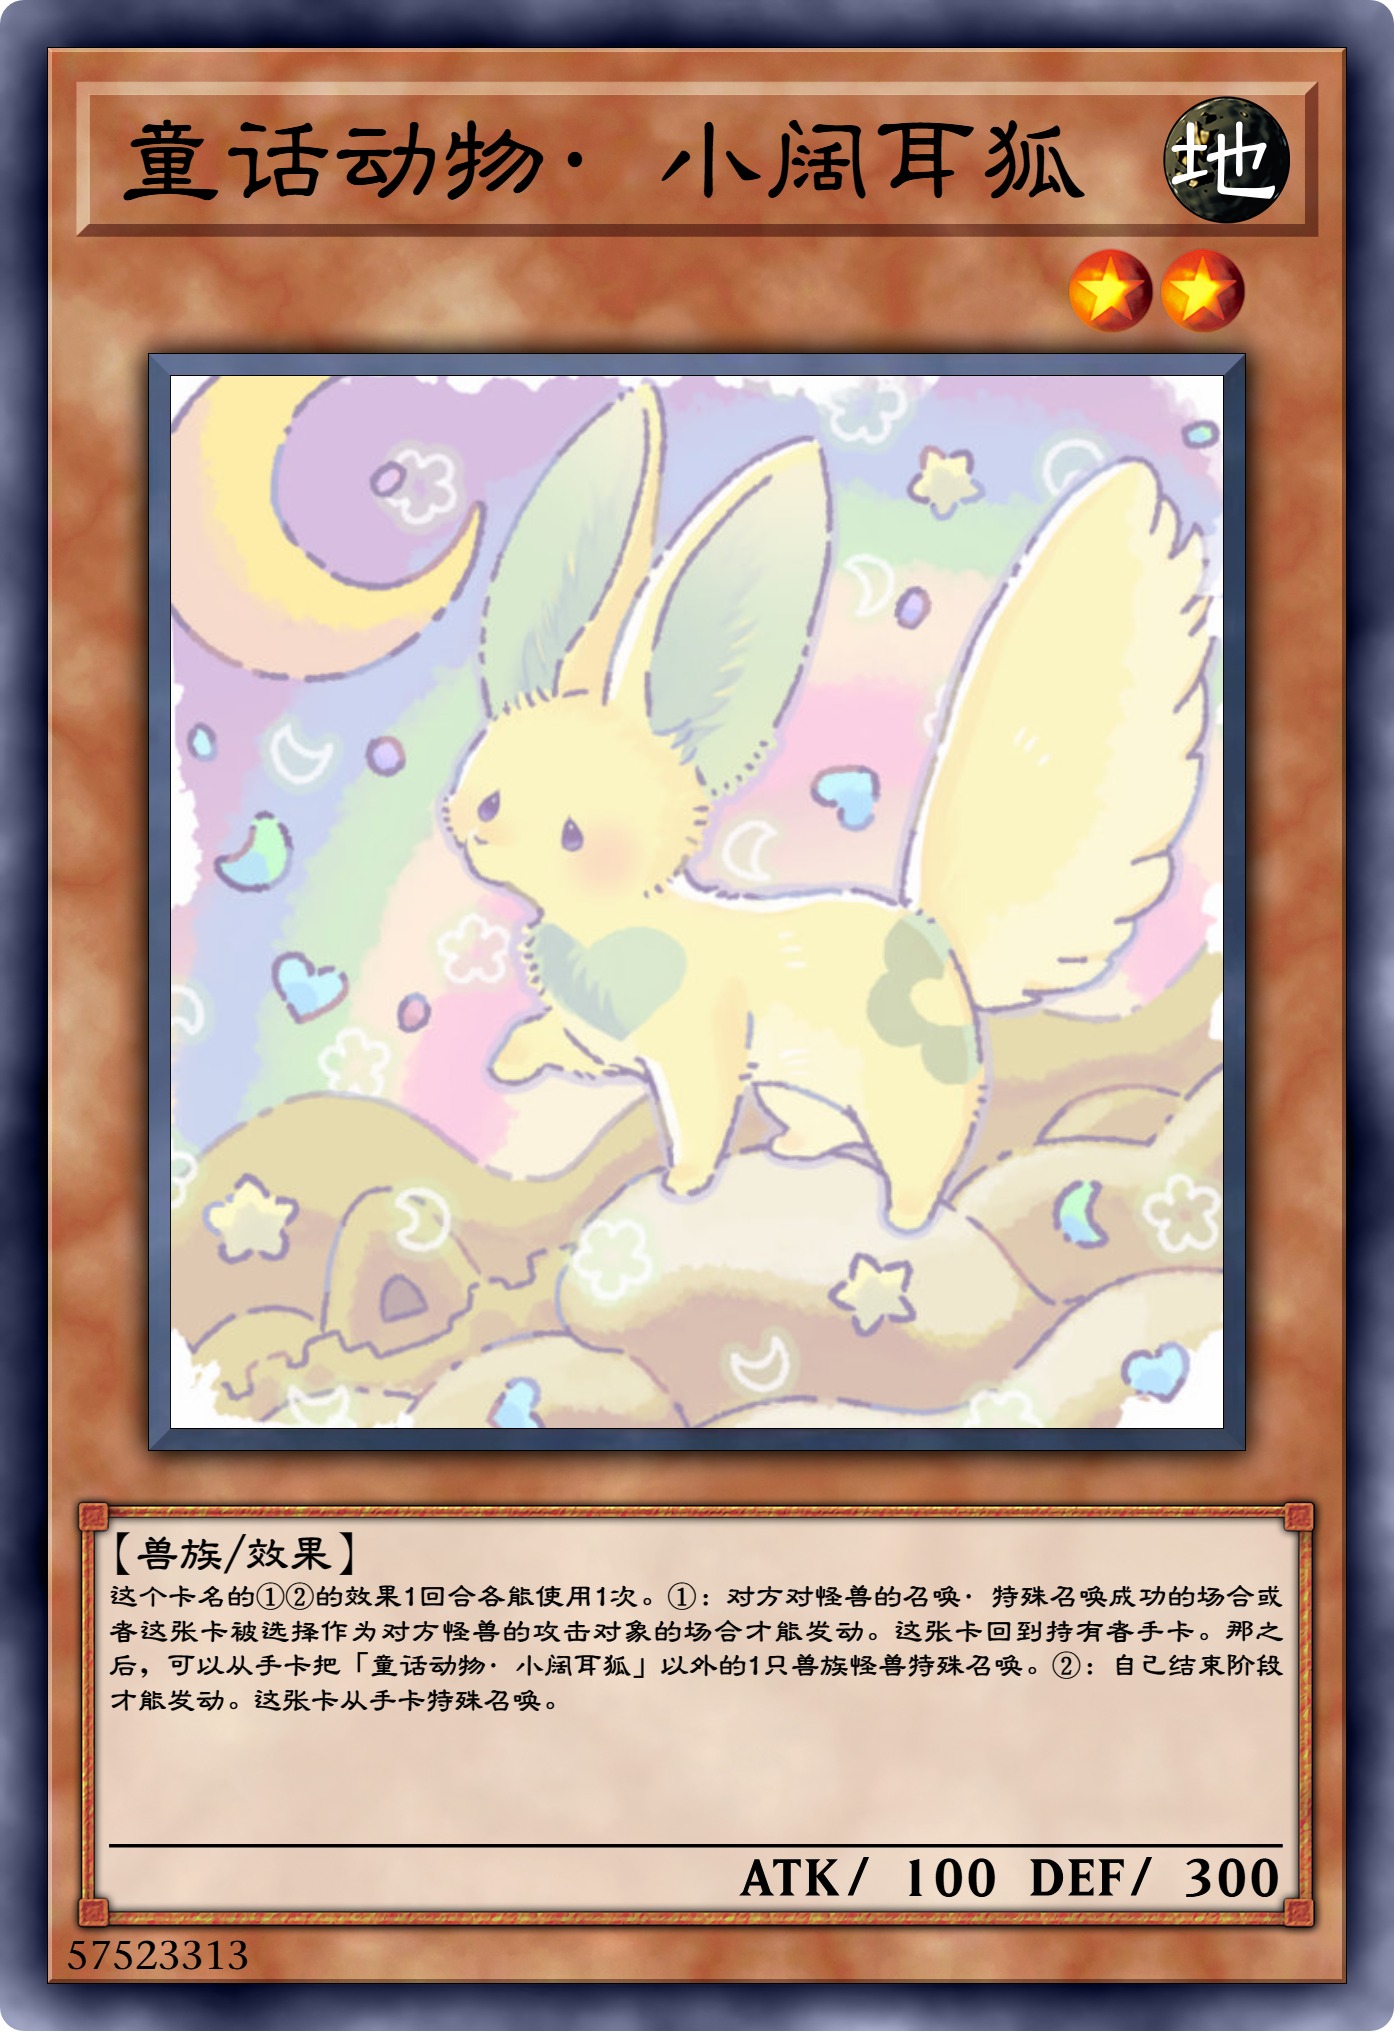 童话动物·小阔耳狐
地
【兽族/效果】
这个卡名的①②的效果1回合各能使用1次。①：对方对怪兽的召唤·特殊召唤成功的场合或
者这张卡被选择作为对方怪兽的攻击对象的场合才能发动。这张卡回到持有者手卡。那之
后，可以从手卡把「童话动物·小阔耳狐」以外的1只兽族怪兽特殊召唤。②：自己结束阶段
才能发动。这张卡从手卡特殊召唤。
ATK/ 100 DEF/ 300
57523313